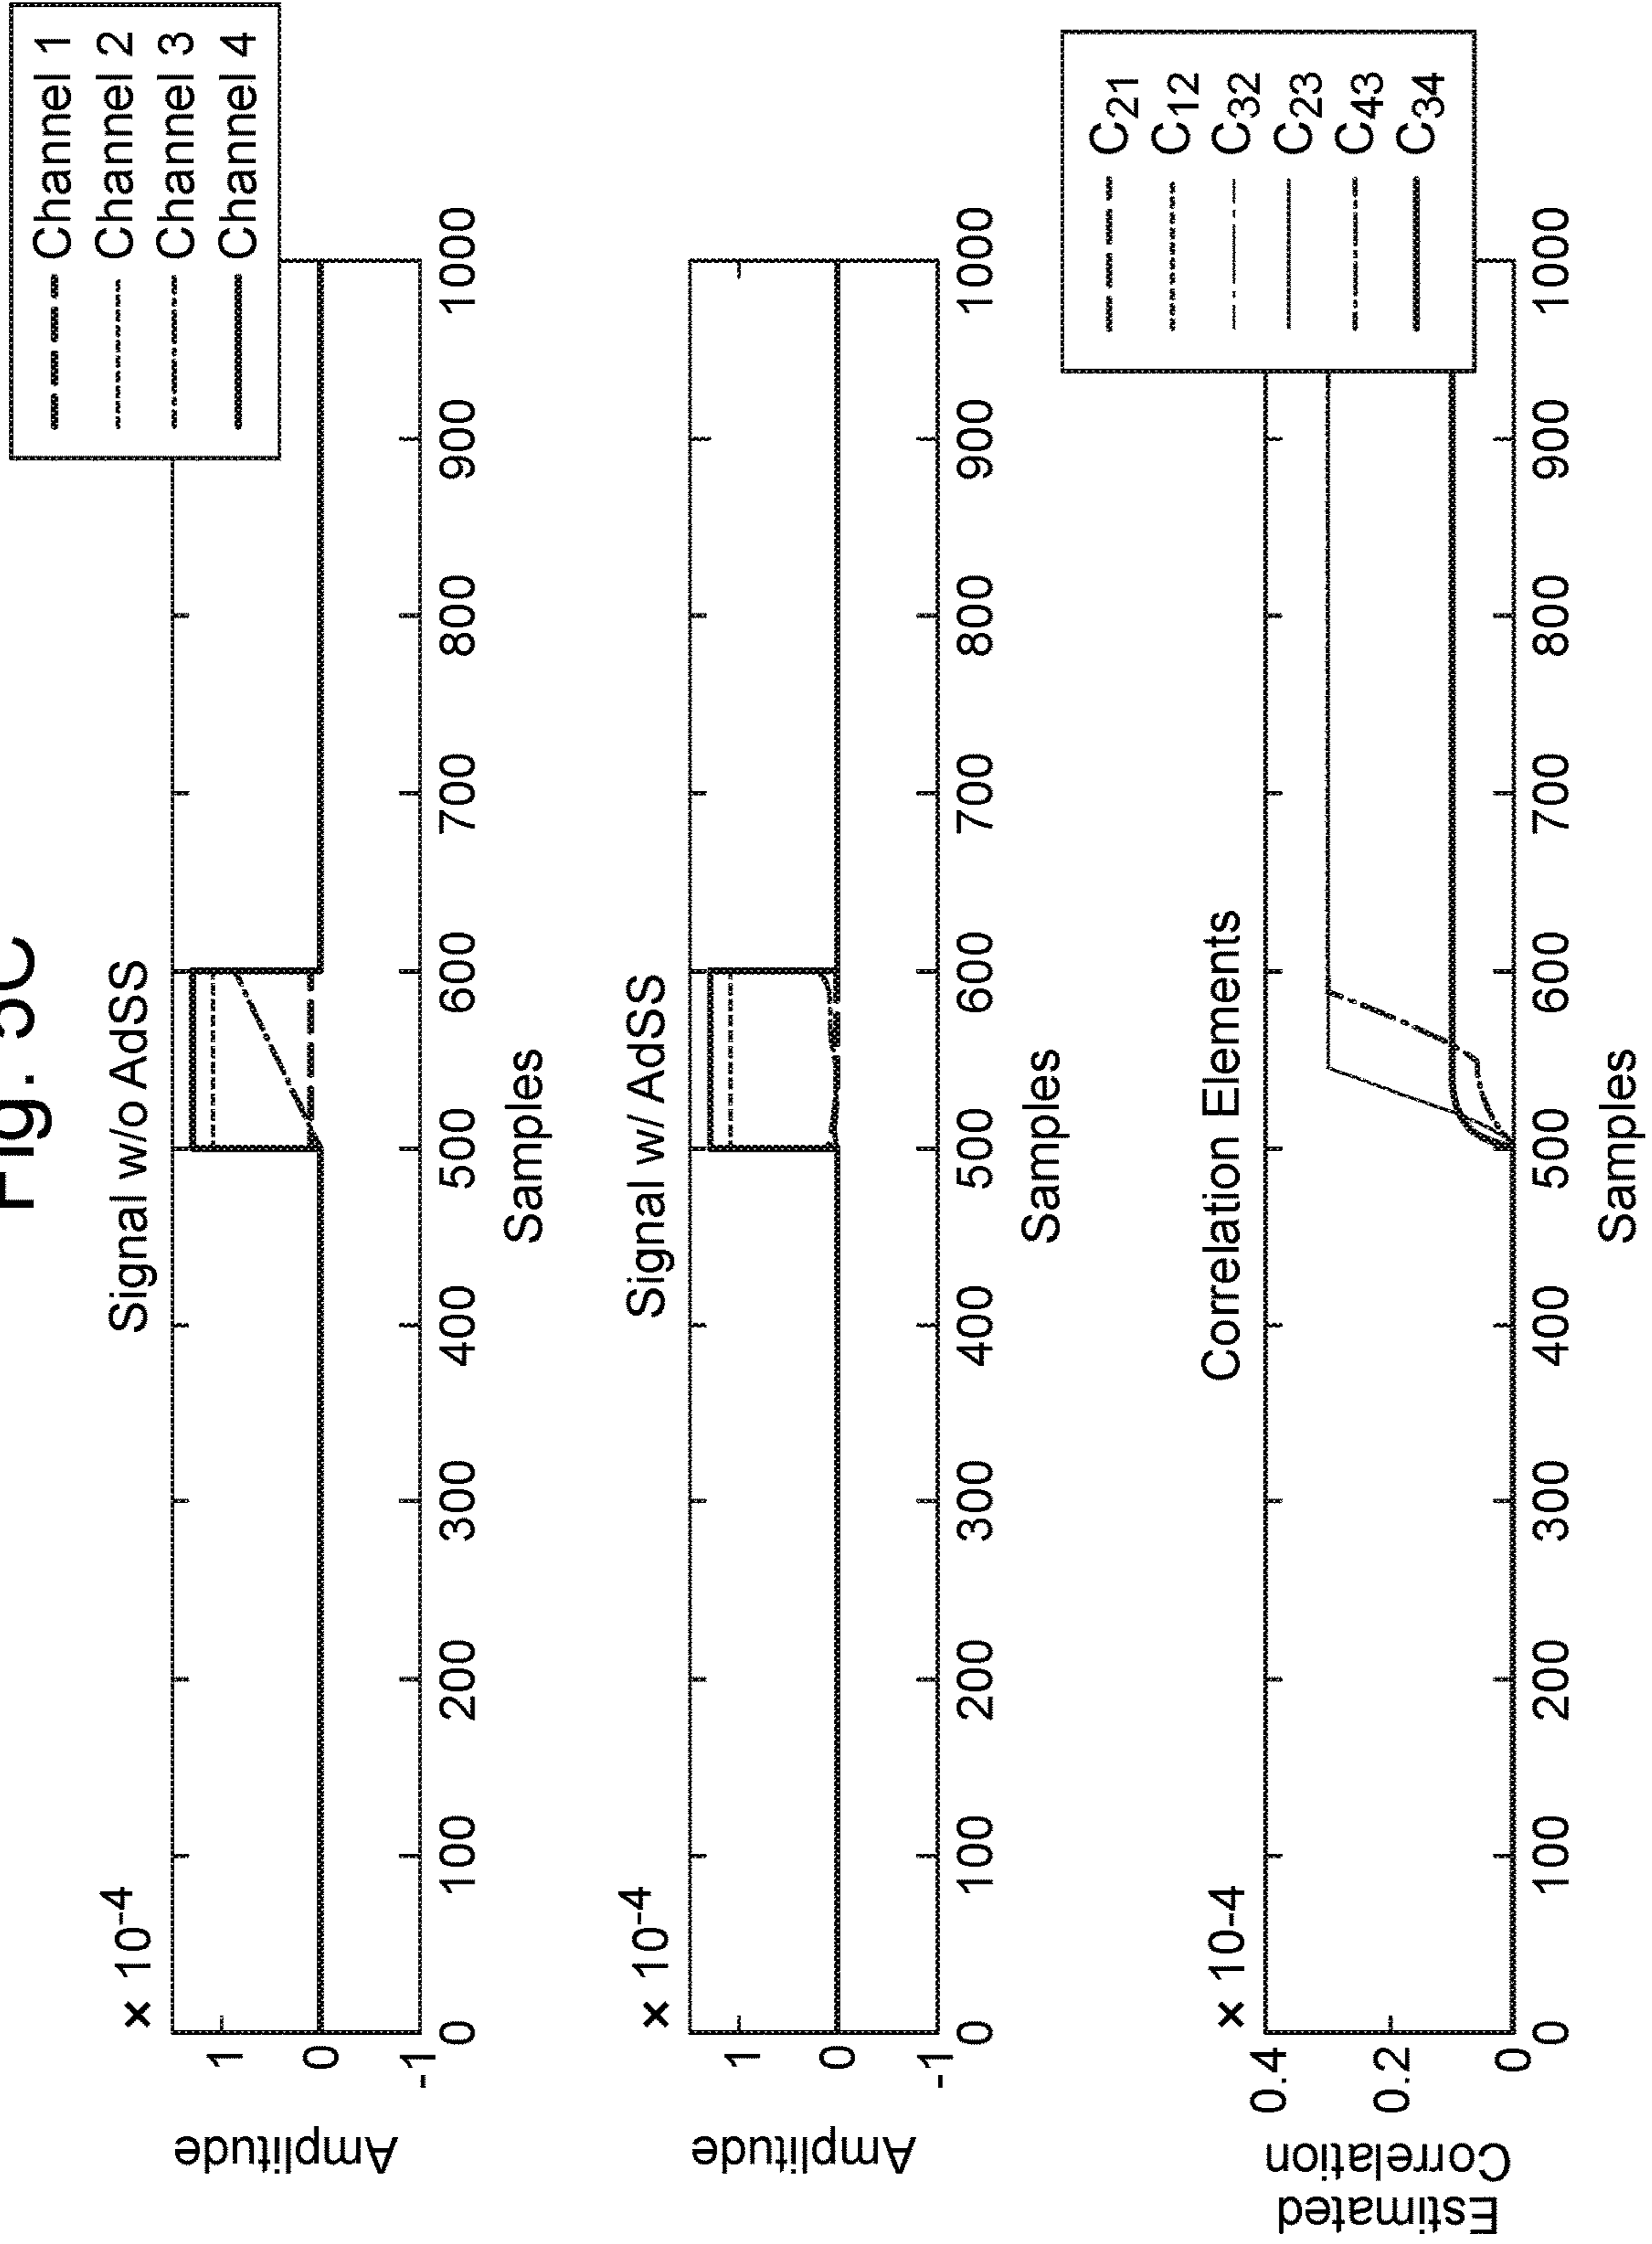 Fig. 5C
Signal w/o AdSS
× 10-4
Amplitude
1
0
-1
0 100 200 300 400 500 600 700 800 900 1000
Samples
Channel 1
Channel 2
Channel 3
Channel 4
Signal w/ AdSS
× 10-4
Amplitude
1
0
-1
0 100 200 300 400 500 600 700 800 900 1000
Samples
Correlation Elements
× 10-4
Estimated
Correlation
0.4
0.2
0
0 100 200 300 400 500 600 700 800 900 1000
Samples
C21
C12
C32
C23
C43
C34